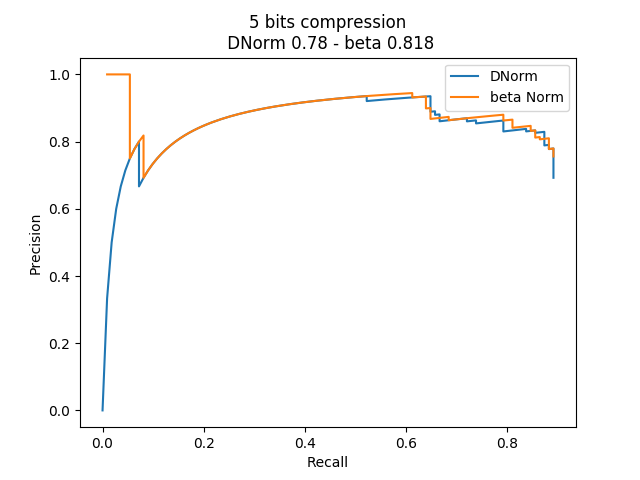 5 bits compression
DNorm 0.78 - beta 0.818
DNorm
beta Norm
1.0
0.8
0.6
0.4
0.2
0.0
Precision
0.0 0.2 0.4 0.6 0.8
Recall